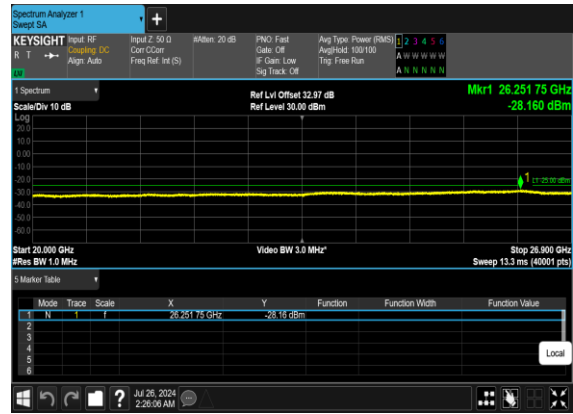 Spectrum Analyzer 1
Swept SA
+
KEYSIGHT Input: RF Input Z: 50 Ω #Atten: 20 dB PNO: Fast Avg Type: Power (RMS) 1 2 3 4 5 6
R T Coupling: DC Corr CCorr Gate: Off Avg|Hold: 100/100 A W W W W W
Align: Auto Freq Ref: Int (S) IF Gain: Low Trig: Free Run
Sig Track: Off A N N N N N
1 Spectrum Ref Lvl Offset 32.97 dB Mkr1 26.251 75 GHz
Scale/Div 10 dB Ref Level 30.00 dBm -28.160 dBm
Log
20.0
10.0
0.00
-10.0
-20.0
1 L1 -25.00 dBm
-30.0
-40.0
-50.0
-60.0
Start 20.000 GHz Video BW 3.0 MHz* Stop 26.900 GHz
#Res BW 1.0 MHz Sweep 13.3 ms (40001 pts)
5 Marker Table
Mode Trace Scale X Y Function Function Width Function Value
1 N 1 f 26.251 75 GHz -28.16 dBm
2
3
4
5
6
Local
? Jul 26, 2024
2:26:06 AM